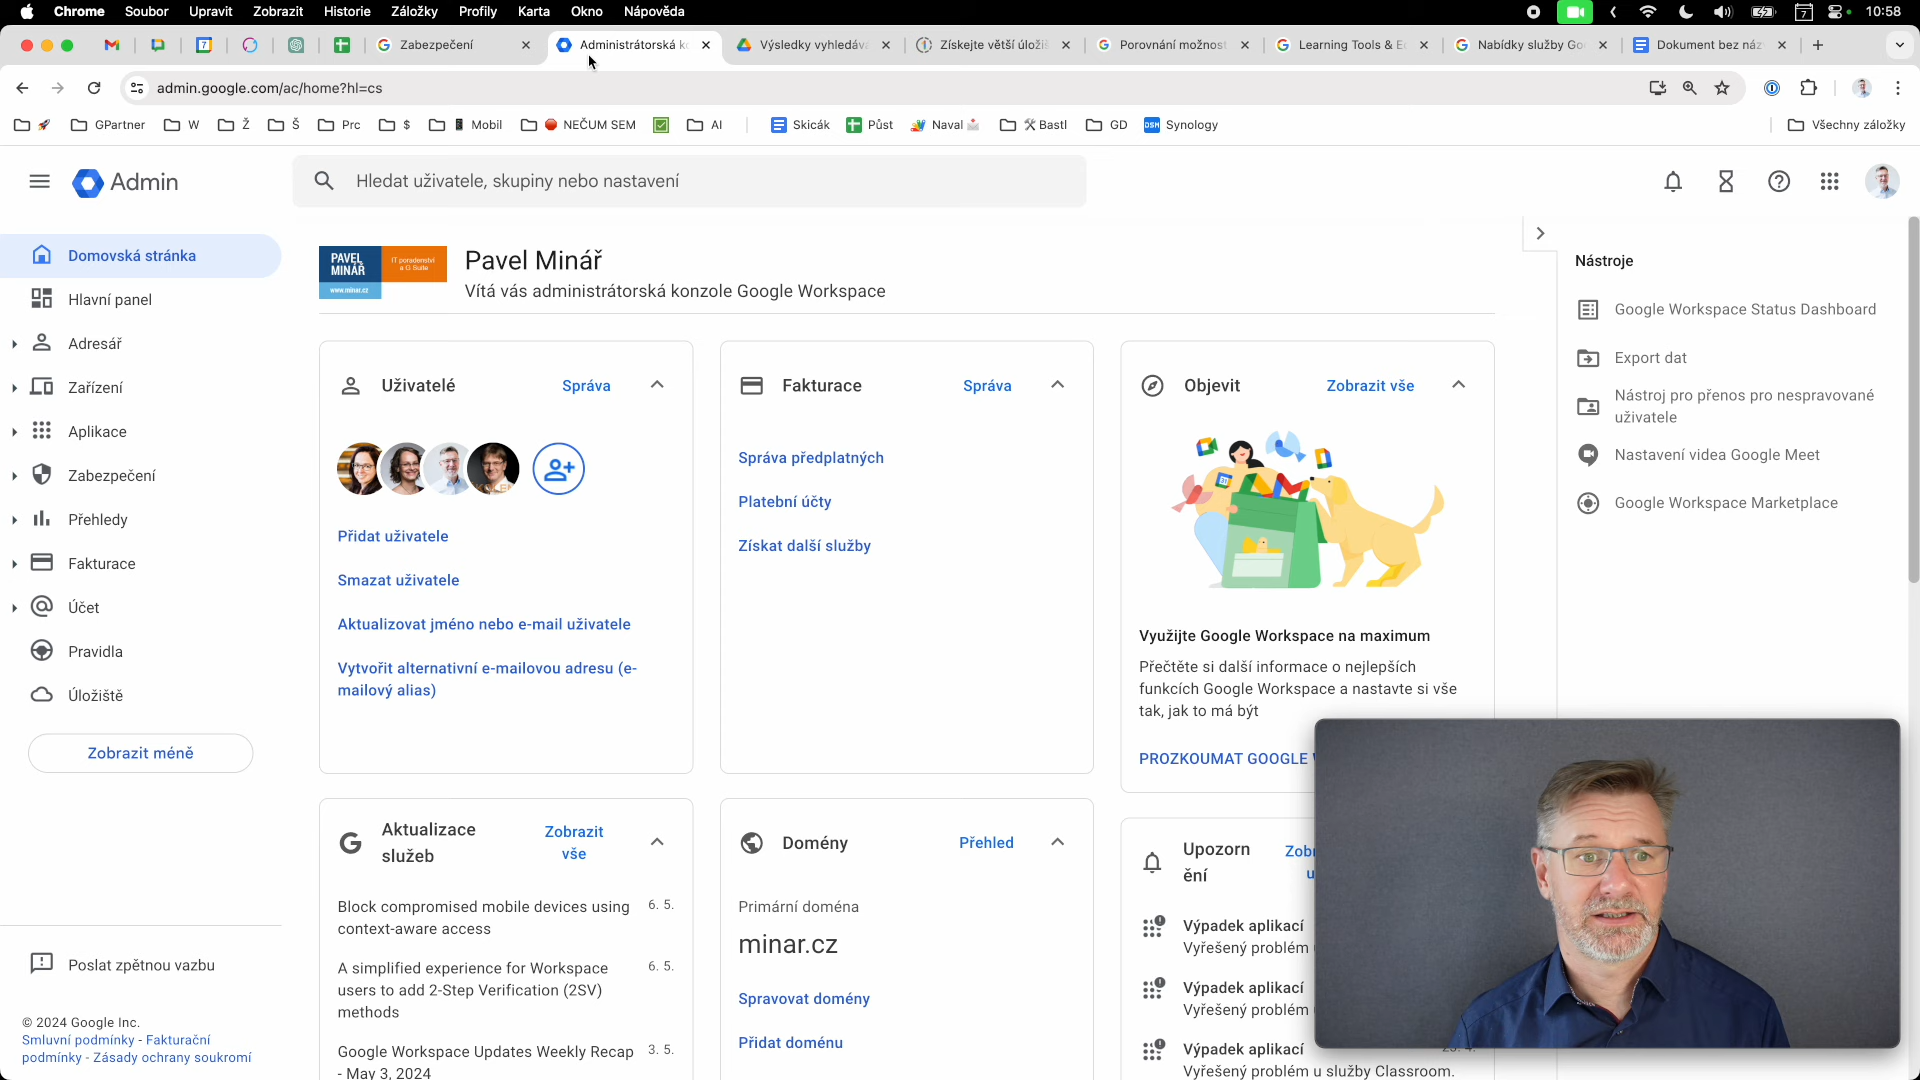 Chrome Soubor Upravit Zobrazit Historie Záložky Profily Karta Okno Nápověda
7 10:58
Zabezpečení
Administrátorská k
Výsledky vyhledáv
Získejte větší úloži
Porovnání možnost
Learning Tools & E
Nabídky služby Go
Dokument bez náz
admin.google.com/ac/home?hl=cs
GPartner W Ž Š Prc $ Mobil NEČUM SEM AI Skicák Půst Naval Bastl GD Synology
Všechny záložky
Admin
Hledat uživatele, skupiny nebo nastavení
Domovská stránka
Hlavní panel
Adresář
Zařízení
Aplikace
Zabezpečení
Přehledy
Fakturace
Účet
Pravidla
Úložiště
Zobrazit méně
Poslat zpětnou vazbu
© 2024 Google Inc.
Smluvní podmínky - Fakturační
podmínky - Zásady ochrany soukromí
PAVEL
MINÁŘ
www.minar.cz
IT poradenství
a G Suite
Pavel Minář
Vítá vás administrátorská konzole Google Workspace
Uživatelé Správa
Přidat uživatele
Smazat uživatele
Aktualizovat jméno nebo e-mail uživatele
Vytvořit alternativní e-mailovou adresu (e-
mailový alias)
Fakturace Správa
Správa předplatných
Platební účty
Získat další služby
Objevit Zobrazit vše
Využijte Google Workspace na maximum
Přečtěte si další informace o nejlepších
funkcích Google Workspace a nastavte si vše
tak, jak to má být
PROZKOUMAT GOOGLE
Aktualizace
služeb
Zobrazit
vše
Block compromised mobile devices using
context-aware access
6. 5.
A simplified experience for Workspace
users to add 2-Step Verification (2SV)
methods
6. 5.
Google Workspace Updates Weekly Recap
- May 3, 2024
3. 5.
Domény Přehled
Primární doména
minar.cz
Spravovat domény
Přidat doménu
Upozorn
ění
Výpadek aplikací
Vyřešený problém
Výpadek aplikací
Vyřešený problém
Výpadek aplikací
Vyřešený problém u služby Classroom.
Nástroje
Google Workspace Status Dashboard
Export dat
Nástroj pro přenos pro nespravované
uživatele
Nastavení videa Google Meet
Google Workspace Marketplace